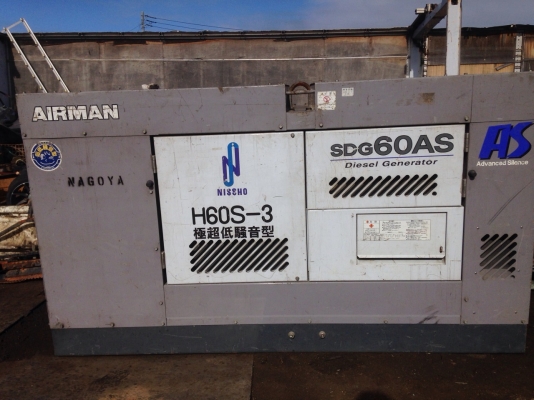 AIRMAN
NAGOYA
NISSHO
H60S-3
極超低騒音型
SDG60AS
Diesel Generator
AS
Advanced Silence